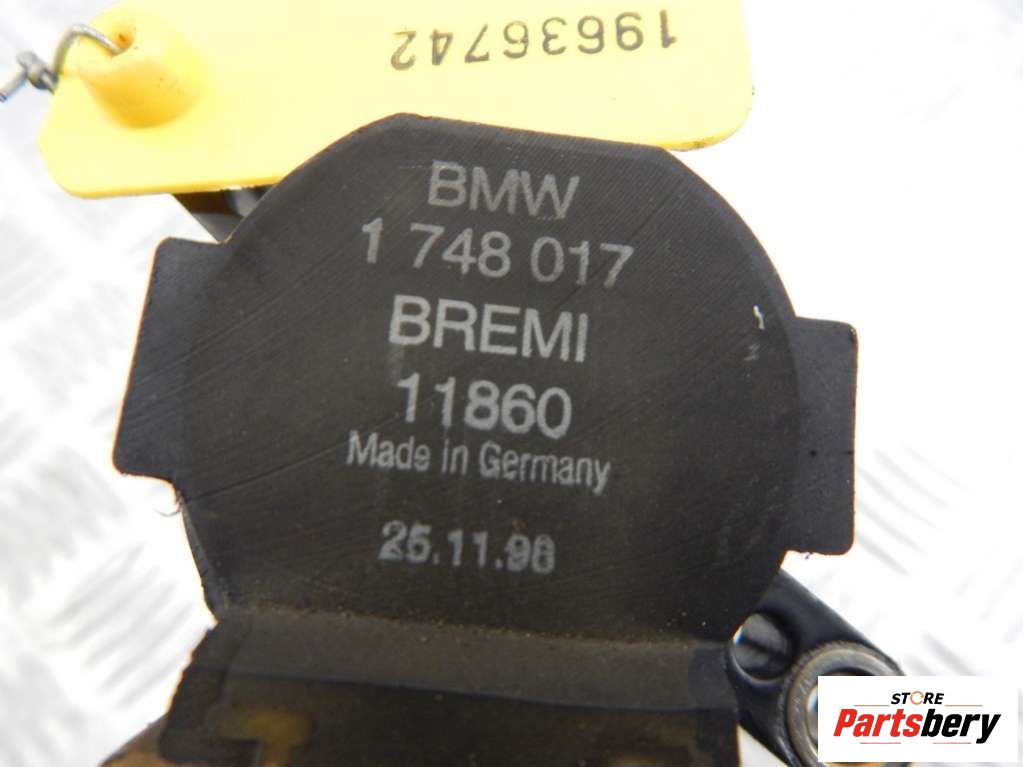 19636742
BMW
1 748 017
BREMI
11860
Made in Germany
25.11.98
STORE
Partsbery